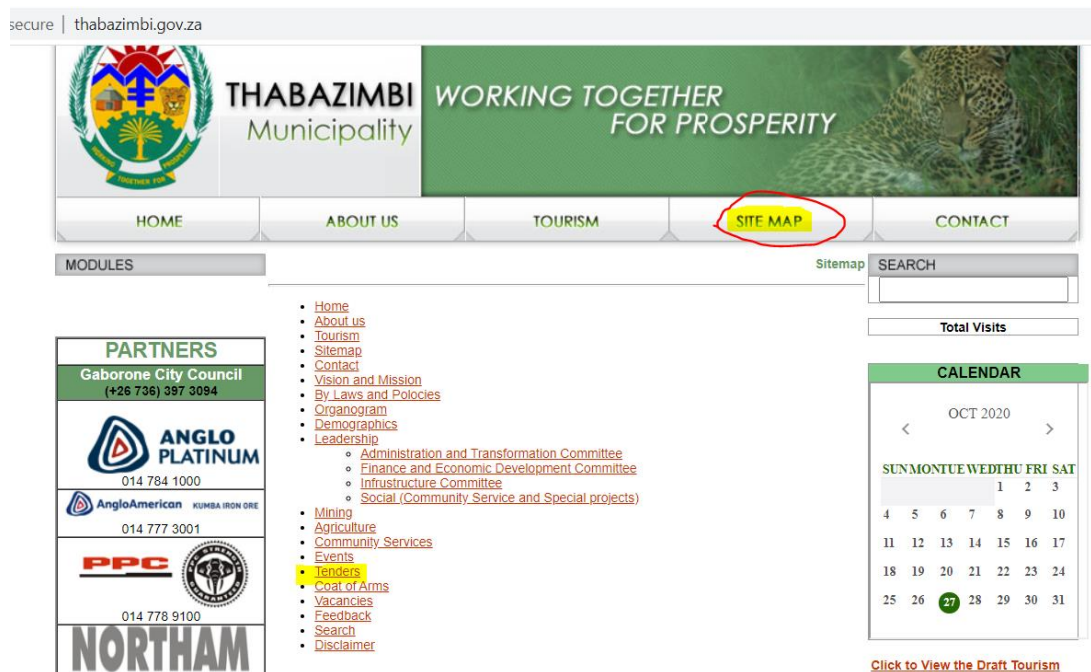 secure | thabazimbi.gov.za
THABAZIMBI
Municipality
WORKING TOGETHER
FOR PROSPERITY
WORKING TOGETHER FOR PROSPERITY
HOME ABOUT US TOURISM SITE MAP CONTACT
MODULES
PARTNERS
Gaborone City Council
(+26 736) 397 3094
ANGLO
PLATINUM
014 784 1000
AngloAmerican KUMBA IRON ORE
014 777 3001
PPC
STRENGTH
GUARANTEED
014 778 9100
NORTHAM
Sitemap
Home
About us
Tourism
Sitemap
Contact
Vision and Mission
By Laws and Polocies
Organogram
Demographics
Leadership
Administration and Transformation Committee
Finance and Economic Development Committee
Infrustructure Committee
Social (Community Service and Special projects)
Mining
Agriculture
Community Services
Events
Tenders
Coat of Arms
Vacancies
Feedback
Search
Disclaimer
SEARCH
Total Visits
CALENDAR
OCT 2020
< >
SUN MON TUE WED THU FRI SAT
1 2 3
4 5 6 7 8 9 10
11 12 13 14 15 16 17
18 19 20 21 22 23 24
25 26 27 28 29 30 31
Click to View the Draft Tourism